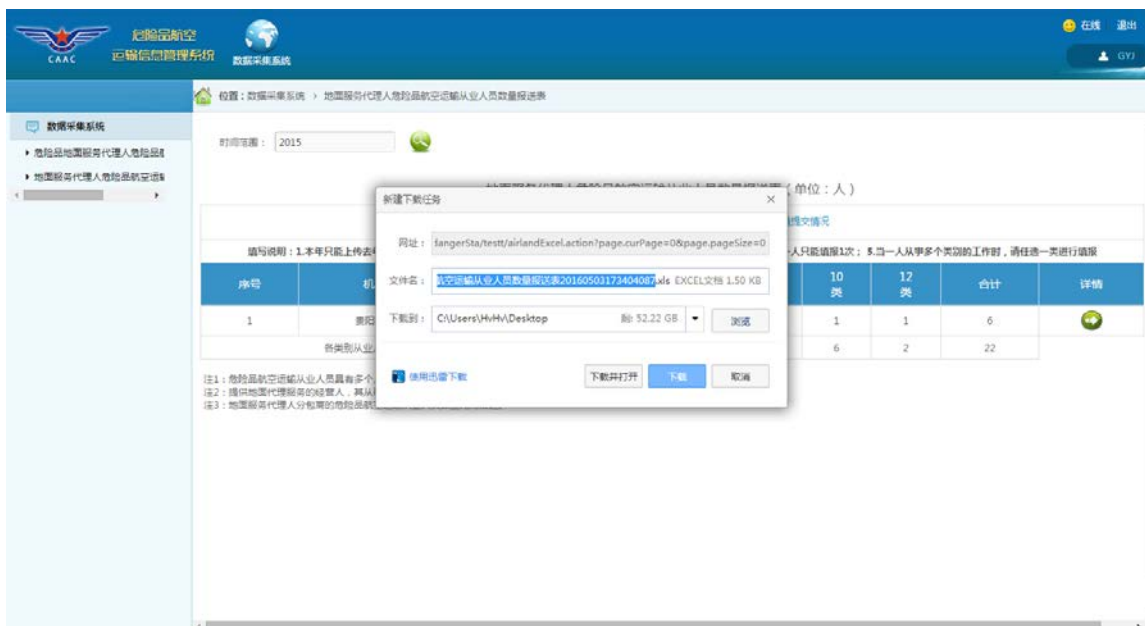 危险品航空
运输信息管理系统
CAAC
数据采集系统
在线 退出
GYJ
位置：数据采集系统 › 地面服务代理人危险品航空运输从业人员数量报送表
数据采集系统
危险品地面服务代理人危险品
地面服务代理人危险品航空运输
时间范围： 2015
（单位：人）
提交情况
填写说明：1.本年只能上传去
人只能填报1次； 5.当一人从事多个类别的工作时，请任选一类进行填报
序号 机 10类 12类 合计 详情
1 贵阳 1 1 6
各类别从业 6 2 22
注1：危险品航空运输从业人员具有多个
注2：提供地面代理服务的经营人，其从
注3：地面服务代理人分包商的危险品航
新建下载任务
网址： dangerSta/testt/airlandExcel.action?page.curPage=0&page.pageSize=0
文件名： 航空运输从业人员数量报送表20160503173404087.xls EXCEL文档 1.50 KB
下载到： C:\Users\HvHv\Desktop 剩: 52.22 GB 浏览
使用迅雷下载 下载并打开 下载 取消